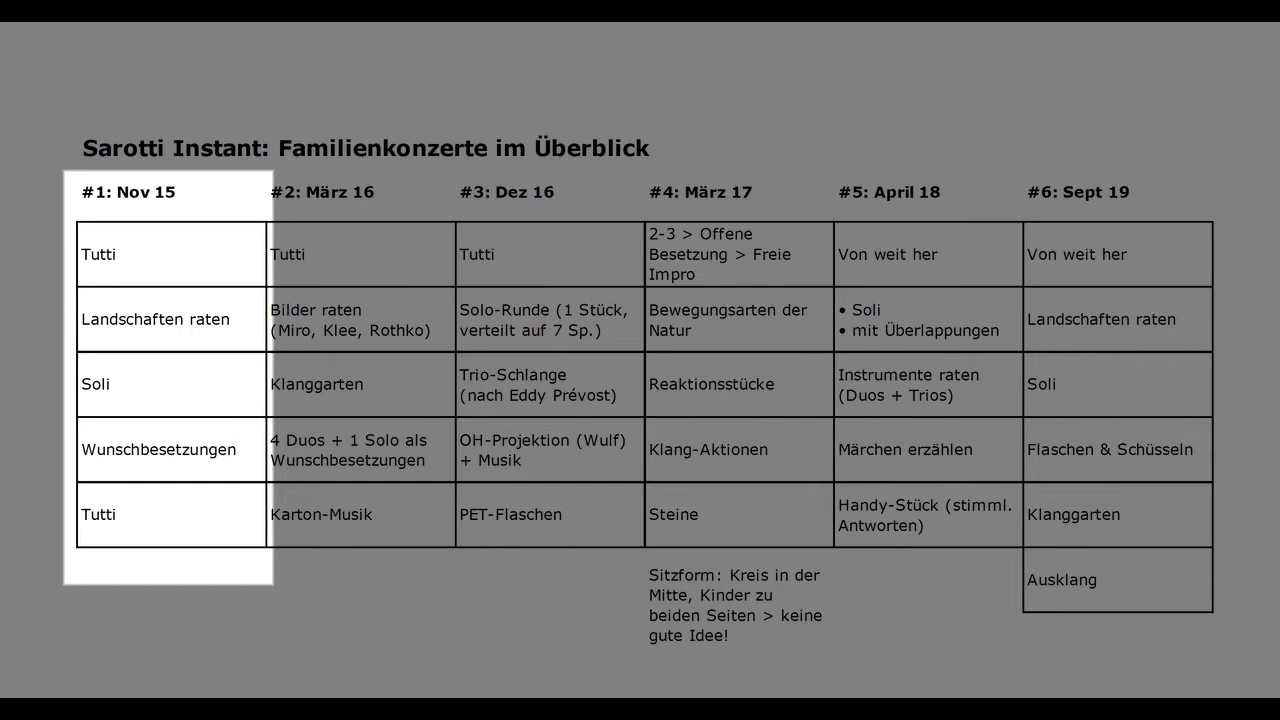 Sarotti Instant: Familienkonzerte im Überblick
#1: Nov 15 #2: März 16 #3: Dez 16 #4: März 17 #5: April 18 #6: Sept 19
Tutti
Tutti
Tutti
2-3 > Offene
Besetzung > Freie
Impro
Von weit her
Von weit her
Landschaften raten
Bilder raten
(Miro, Klee, Rothko)
Solo-Runde (1 Stück,
verteilt auf 7 Sp.)
Bewegungsarten der
Natur
• Soli
• mit Überlappungen
Landschaften raten
Soli
Klanggarten
Trio-Schlange
(nach Eddy Prévost)
Reaktionsstücke
Instrumente raten
(Duos + Trios)
Soli
Wunschbesetzungen
4 Duos + 1 Solo als
Wunschbesetzungen
OH-Projektion (Wulf)
+ Musik
Klang-Aktionen
Märchen erzählen
Flaschen & Schüsseln
Tutti
Karton-Musik
PET-Flaschen
Steine
Handy-Stück (stimml.
Antworten)
Klanggarten
Sitzform: Kreis in der
Mitte, Kinder zu
beiden Seiten > keine
gute Idee!
Ausklang